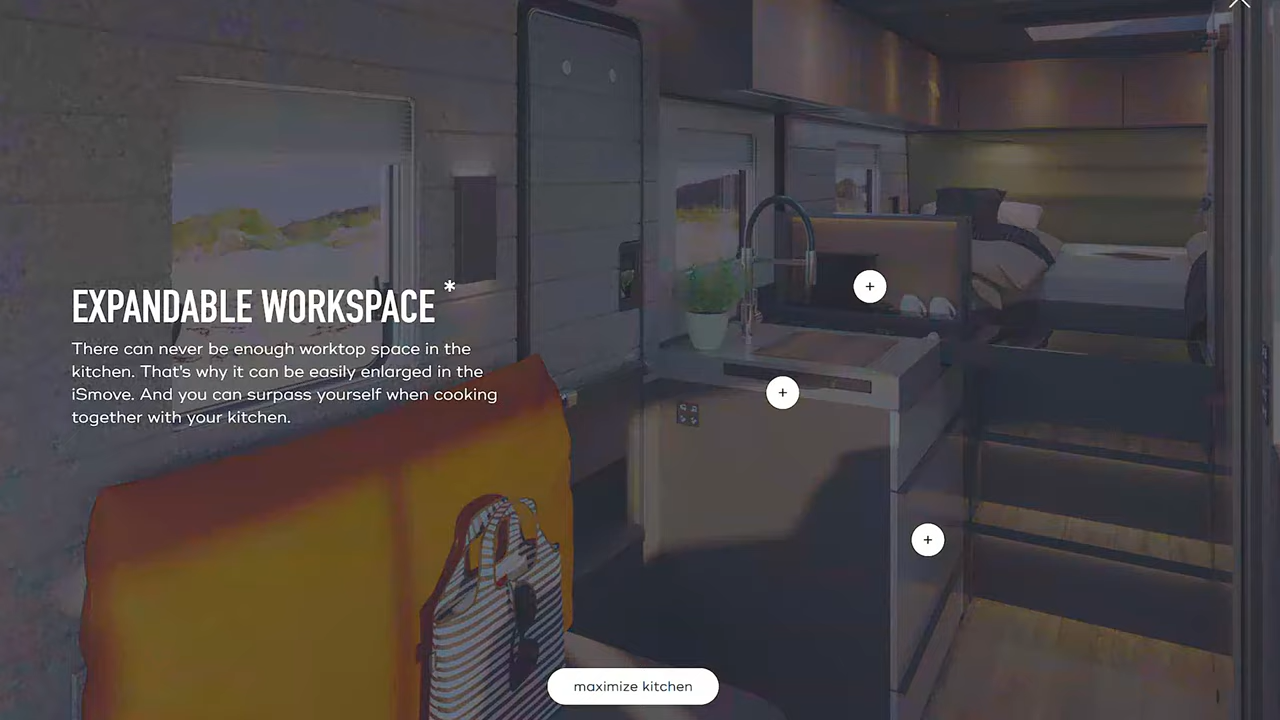 EXPANDABLE WORKSPACE *
There can never be enough worktop space in the
kitchen. That's why it can be easily enlarged in the
iSmove. And you can surpass yourself when cooking
together with your kitchen.
+
+
+
maximize kitchen